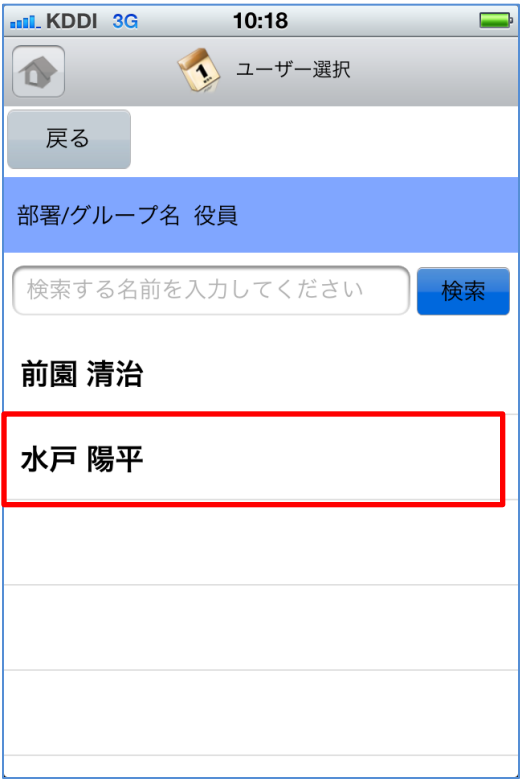 KDDI 3G 10:18
1
ユーザー選択
戻る
部署/グループ名 役員
検索する名前を入力してください
検索
前園 清治
水戸 陽平